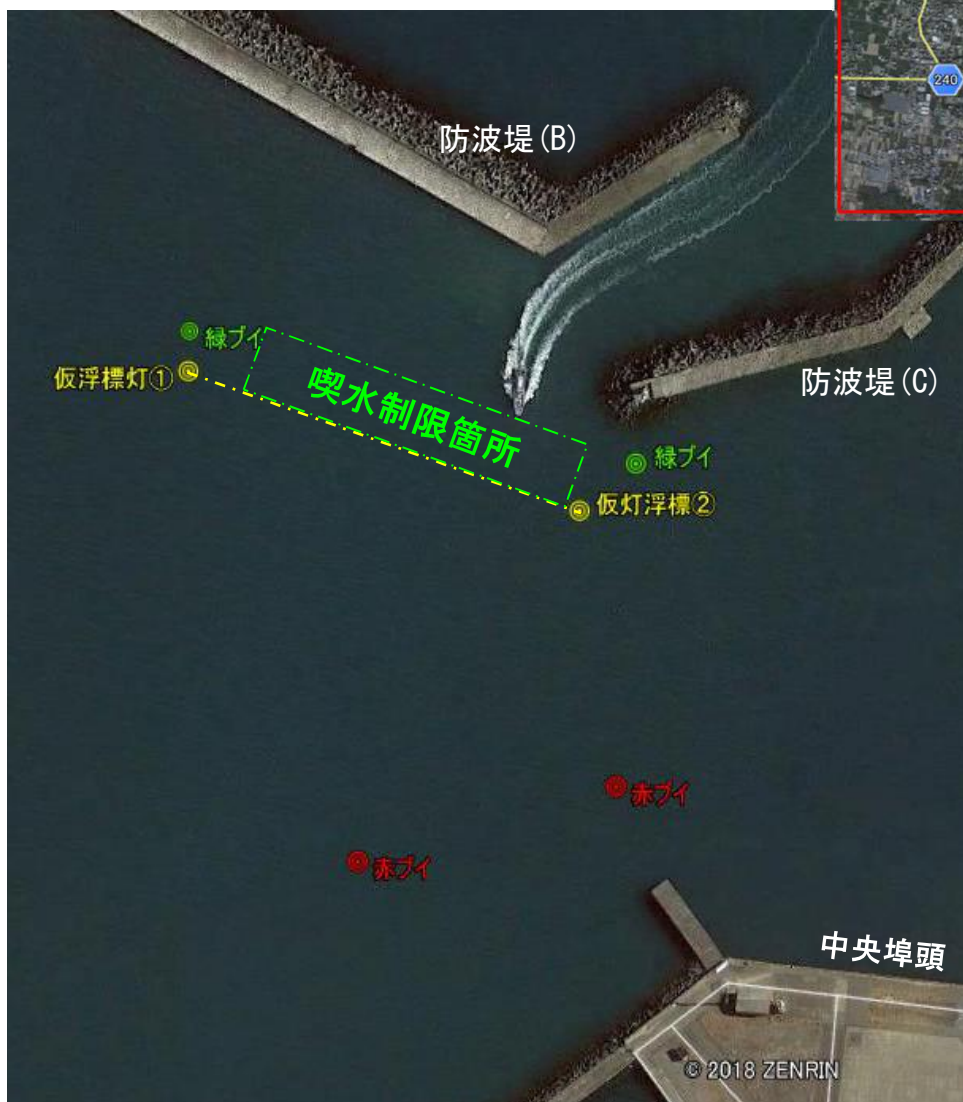 240
防波堤(B)
緑ブイ
仮浮標灯①
喫水制限箇所
防波堤(C)
緑ブイ
仮灯浮標②
赤ブイ
赤ブイ
中央埠頭
© 2018 ZENRIN